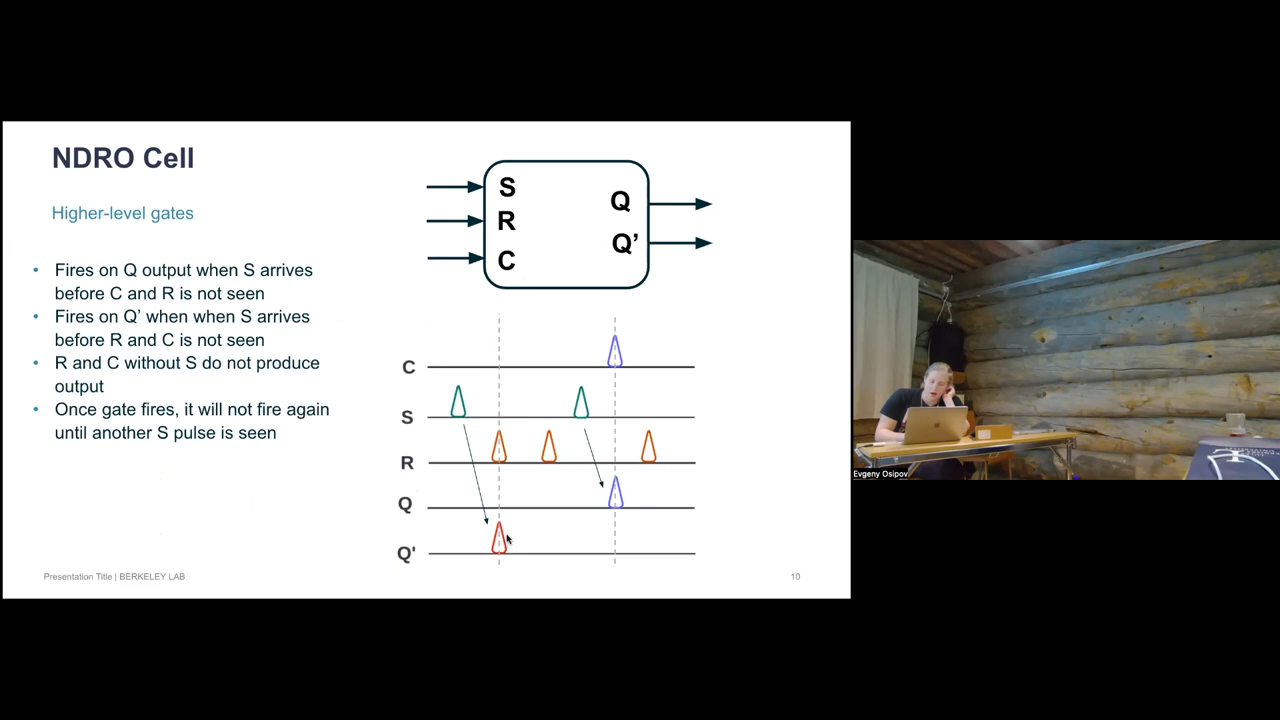 NDRO Cell
Higher-level gates
• Fires on Q output when S arrives
before C and R is not seen
• Fires on Q’ when when S arrives
before R and C is not seen
• R and C without S do not produce
output
• Once gate fires, it will not fire again
until another S pulse is seen
S
R
C
Q
Q’
C
S
R
Q
Q'
Presentation Title | BERKELEY LAB
10
Evgeny Osipov